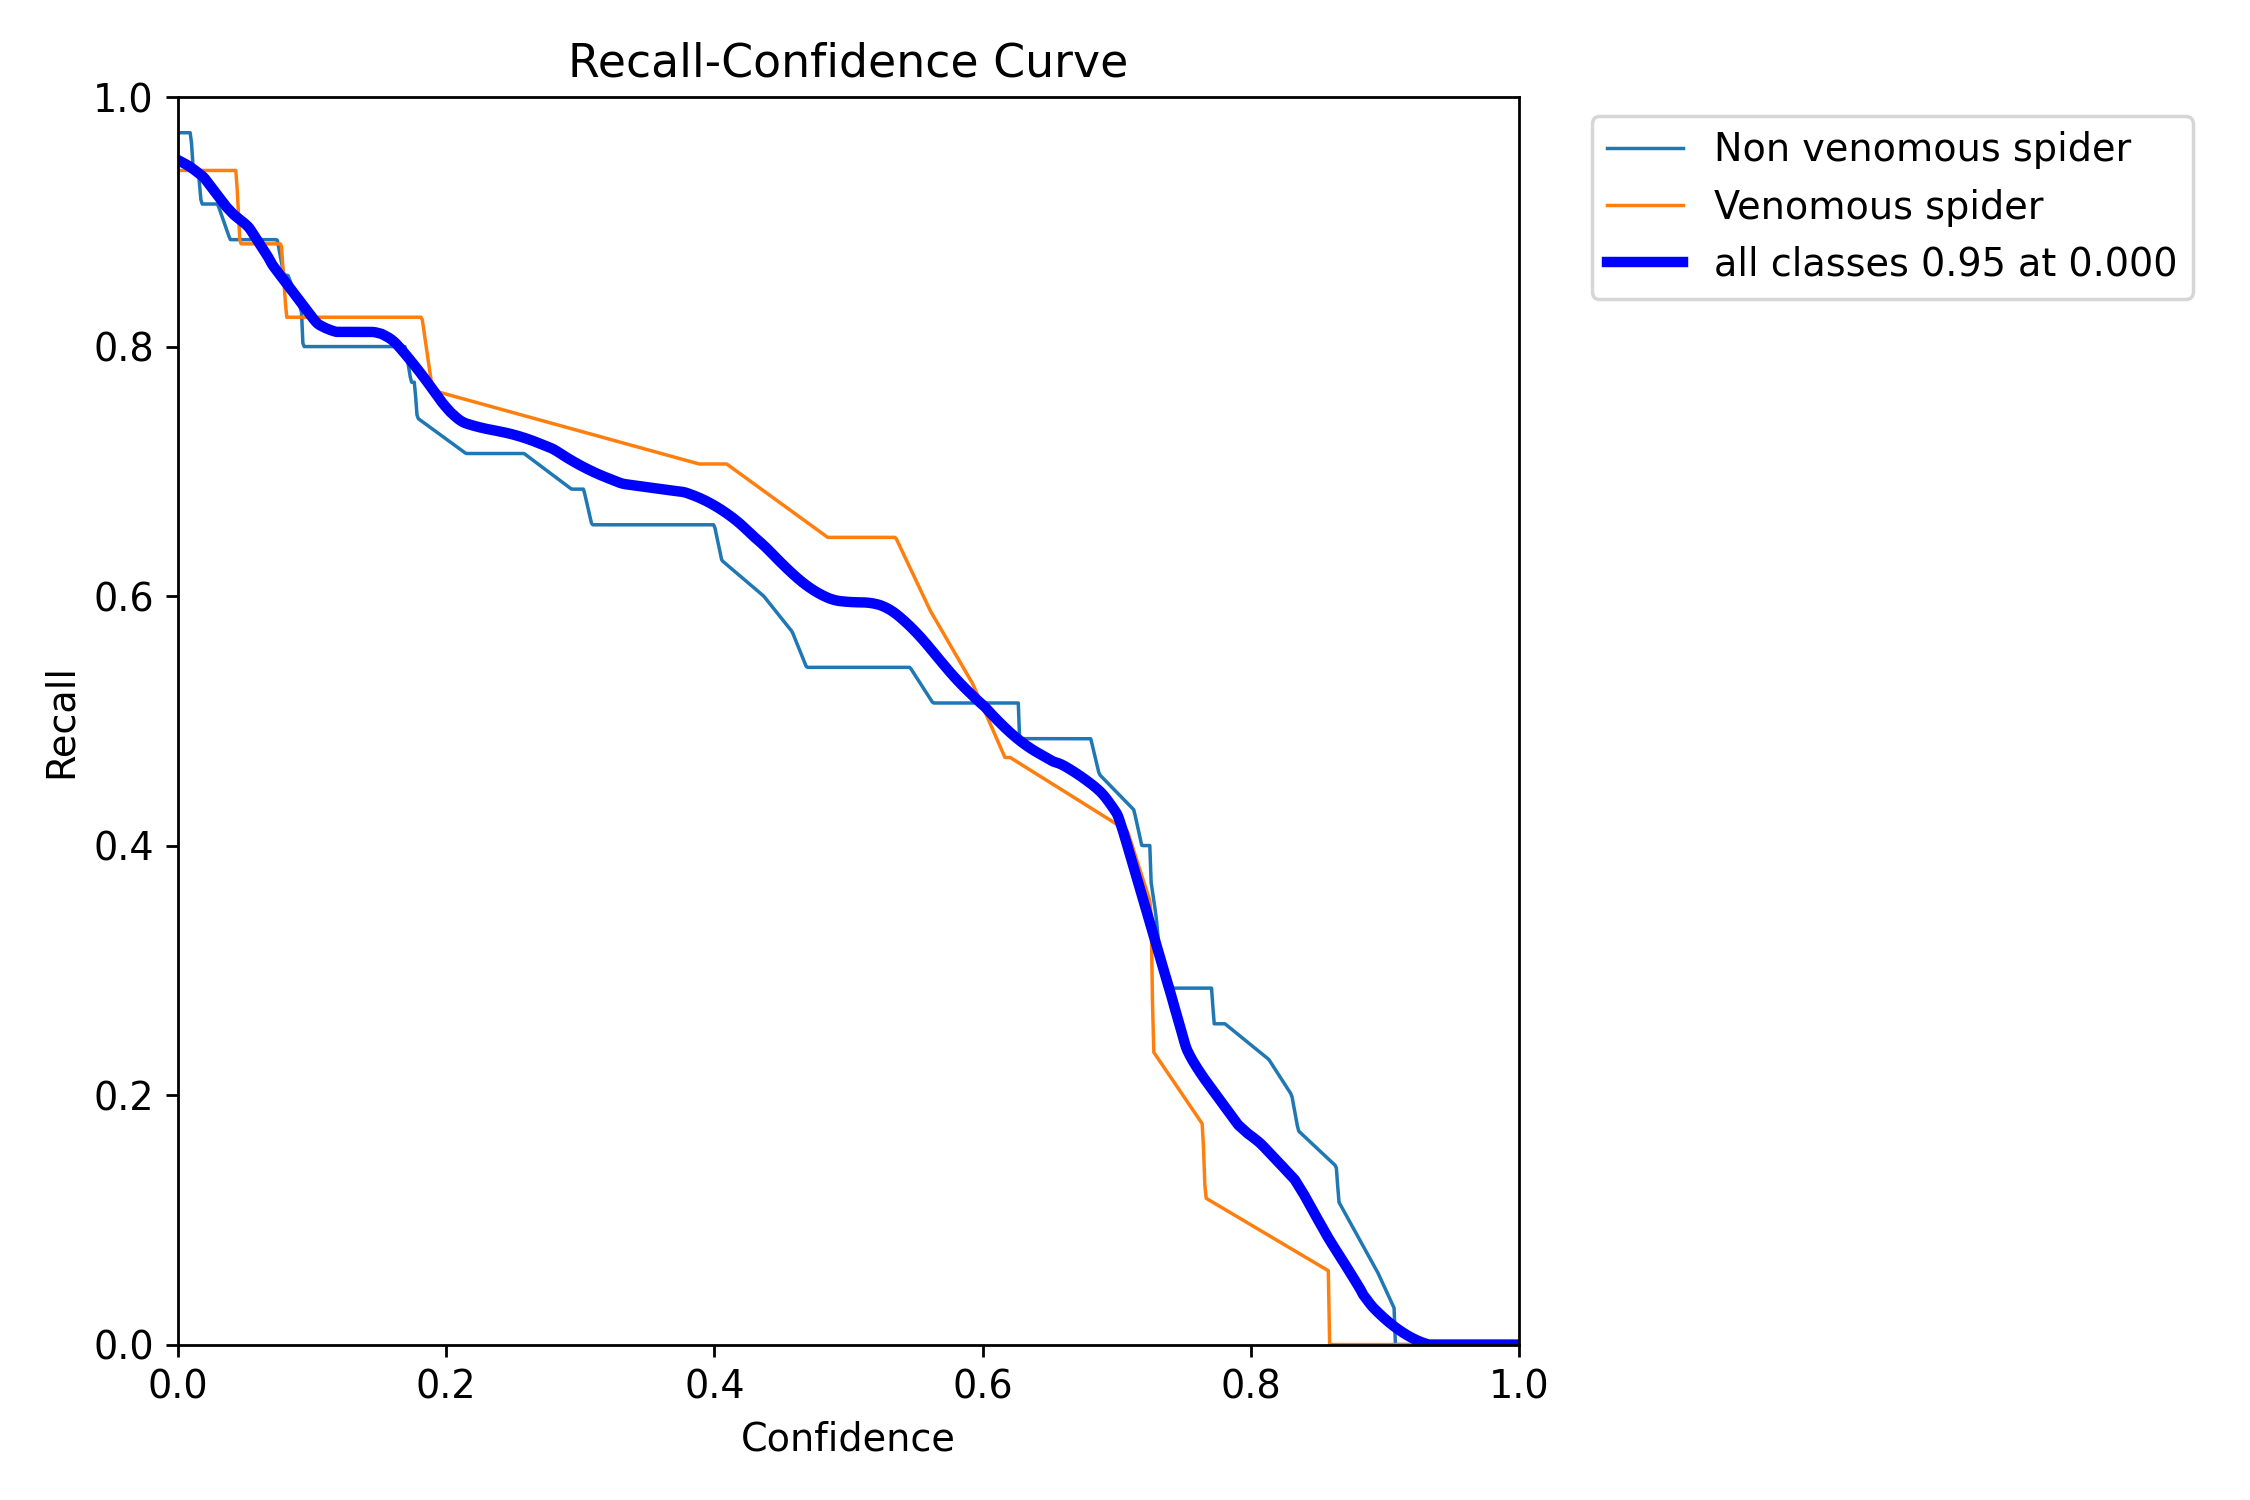 Recall-Confidence Curve
1.0
0.8
0.6
0.4
0.2
0.0
Recall
0.0 0.2 0.4 0.6 0.8 1.0
Confidence
Non venomous spider
Venomous spider
all classes 0.95 at 0.000